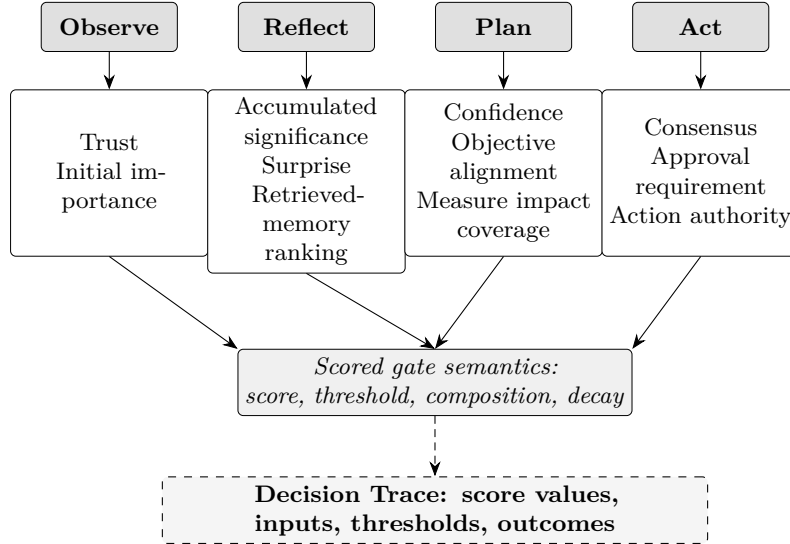 Observe
Reflect
Plan
Act
Trust
Initial im-
portance
Accumulated
significance
Surprise
Retrieved-
memory
ranking
Confidence
Objective
alignment
Measure impact
coverage
Consensus
Approval
requirement
Action authority
Scored gate semantics:
score, threshold, composition, decay
Decision Trace: score values,
inputs, thresholds, outcomes